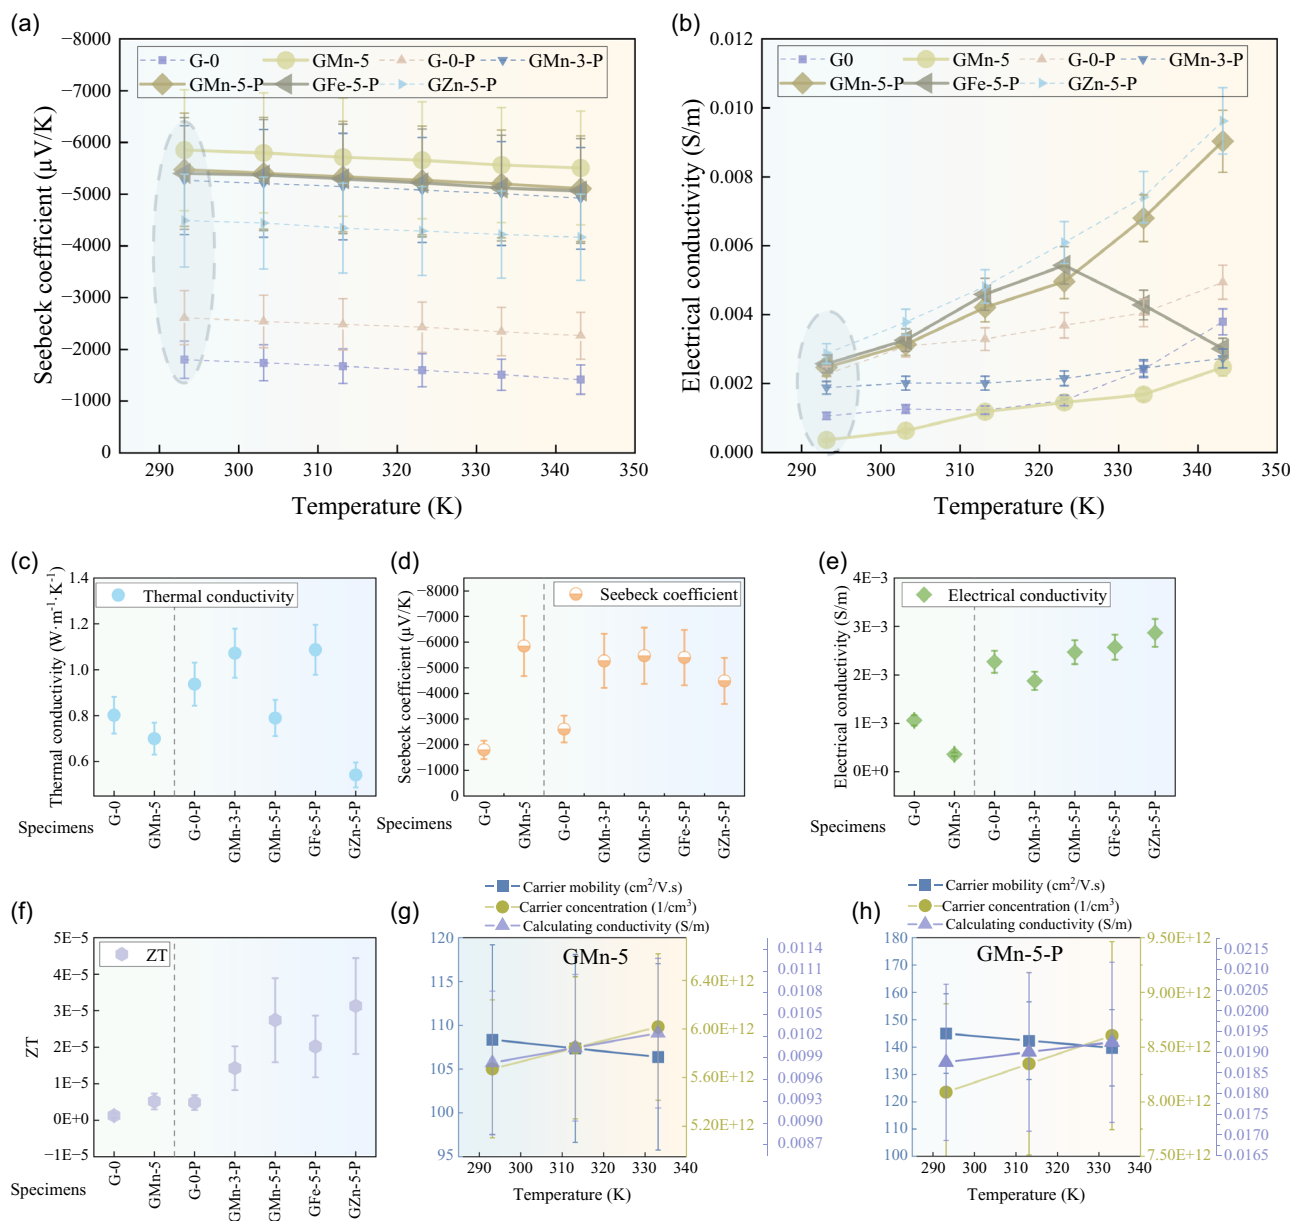 (a)
−8000
−7000
−6000
−5000
−4000
−3000
−2000
−1000
0
Seebeck coefficient (μV/K)
G-0 GMn-5 G-0-P GMn-3-P
GMn-5-P GFe-5-P GZn-5-P
290 300 310 320 330 340 350
Temperature (K)
(b)
0.012
0.010
0.008
0.006
0.004
0.002
0.000
Electrical conductivity (S/m)
G0 GMn-5 G-0-P GMn-3-P
GMn-5-P GFe-5-P GZn-5-P
290 300 310 320 330 340 350
Temperature (K)
(c)
1.4
1.2
1.0
0.8
0.6
Thermal conductivity (W·m⁻¹·K⁻¹)
Thermal conductivity
Specimens
G-0
GMn-5
G-0-P
GMn-3-P
GMn-5-P
GFe-5-P
GZn-5-P
(d)
−8000
−7000
−6000
−5000
−4000
−3000
−2000
−1000
0
Seebeck coefficient (μV/K)
Seebeck coefficient
Specimens
G-0
GMn-5
G-0-P
GMn-3-P
GMn-5-P
GFe-5-P
GZn-5-P
(e)
4E−3
3E−3
2E−3
1E−3
0E+0
Electrical conductivity (S/m)
Electrical conductivity
Specimens
G-0
GMn-5
G-0-P
GMn-3-P
GMn-5-P
GFe-5-P
GZn-5-P
(f)
5E−5
4E−5
3E−5
2E−5
1E−5
0E+0
−1E−5
ZT
ZT
Specimens
G-0
GMn-5
G-0-P
GMn-3-P
GMn-5-P
GFe-5-P
GZn-5-P
(g)
Carrier mobility (cm²/V.s)
Carrier concentration (1/cm³)
Calculating conductivity (S/m)
GMn-5
120
115
110
105
100
95
6.40E+12
6.00E+12
5.60E+12
5.20E+12
0.0114
0.0111
0.0108
0.0105
0.0102
0.0099
0.0096
0.0093
0.0090
0.0087
290 300 310 320 330 340
Temperature (K)
(h)
Carrier mobility (cm²/V.s)
Carrier concentration (1/cm³)
Calculating conductivity (S/m)
GMn-5-P
180
170
160
150
140
130
120
110
100
9.50E+12
9.00E+12
8.50E+12
8.00E+12
7.50E+12
0.0215
0.0210
0.0205
0.0200
0.0195
0.0190
0.0185
0.0180
0.0175
0.0170
0.0165
290 300 310 320 330 340
Temperature (K)